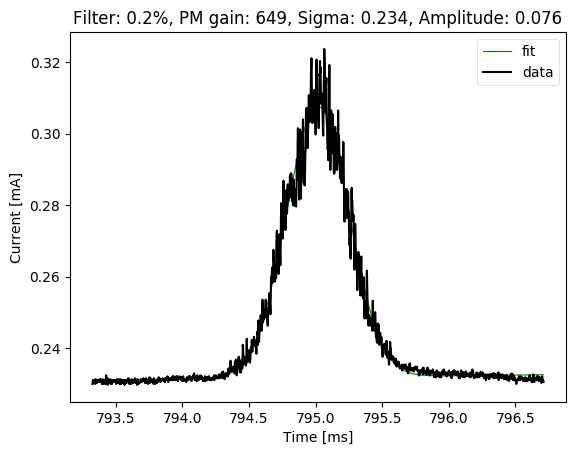 Filter: 0.2%, PM gain: 649, Sigma: 0.234, Amplitude: 0.076
fit
data
0.32
0.30
0.28
0.26
0.24
Current [mA]
793.5 794.0 794.5 795.0 795.5 796.0 796.5
Time [ms]